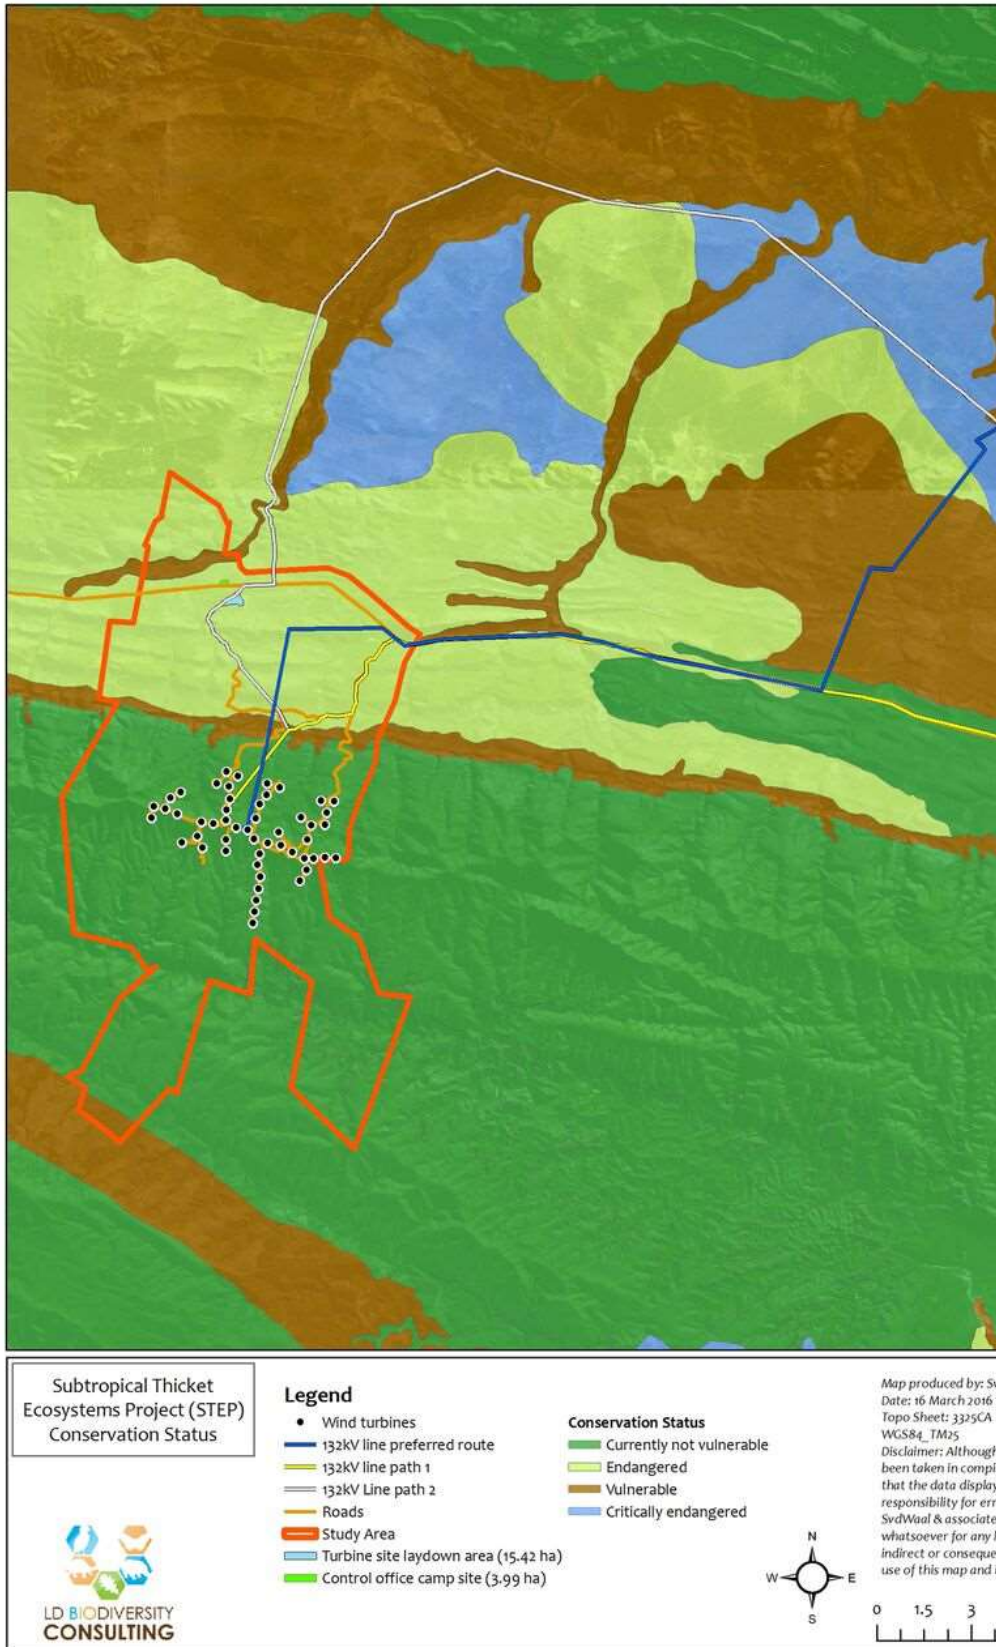 Subtropical Thicket
Ecosystems Project (STEP)
Conservation Status
LD BIODIVERSITY
CONSULTING
Legend
Wind turbines
132kV line preferred route
132kV line path 1
132kV Line path 2
Roads
Study Area
Turbine site laydown area (15.42 ha)
Control office camp site (3.99 ha)
Conservation Status
Currently not vulnerable
Endangered
Vulnerable
Critically endangered
N
W E
S
Map produced by:
Date: 16 March 2016
Topo Sheet: 3325CA
WGS84_TM25
Disclaimer: Although
been taken in
that the data
responsibility for
SvdWaal &
whatsoever for any
indirect or
use of this map and
0 1.5 3